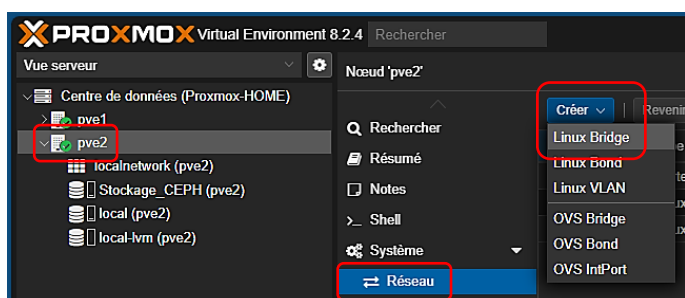 PROXMOX Virtual Environment 8.2.4 Rechercher
Vue serveur
Centre de données (Proxmox-HOME)
pve1
pve2
localnetwork (pve2)
Stockage_CEPH (pve2)
local (pve2)
local-lvm (pve2)
Nœud 'pve2'
Rechercher
Résumé
Notes
Shell
Système
Réseau
Créer
Linux Bridge
Linux Bond
Linux VLAN
OVS Bridge
OVS Bond
OVS IntPort